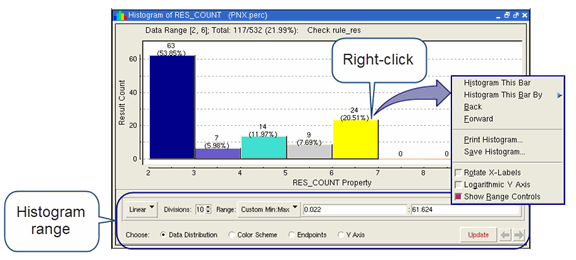 Histogram of RES_COUNT (PNX.perc)
Data Range [2, 6]; Total: 117/532 (21.99%): Check rule_res
Result Count
60
40
20
0
63
(53.85%)
7
(5.98%)
14
(11.97%)
9
(7.69%)
24
(20.51%)
0
0
2 3 4 5 6 7 8
RES_COUNT Property
Right-click
Histogram This Bar
Histogram This Bar By
Back
Forward
Print Histogram...
Save Histogram...
Rotate X-Labels
Logarithmic Y Axis
Show Range Controls
Histogram
range
Linear Divisions: 10 Range: Custom Min:Max 0.022 : 61.624
Choose: Data Distribution Color Scheme Endpoints Y Axis Update